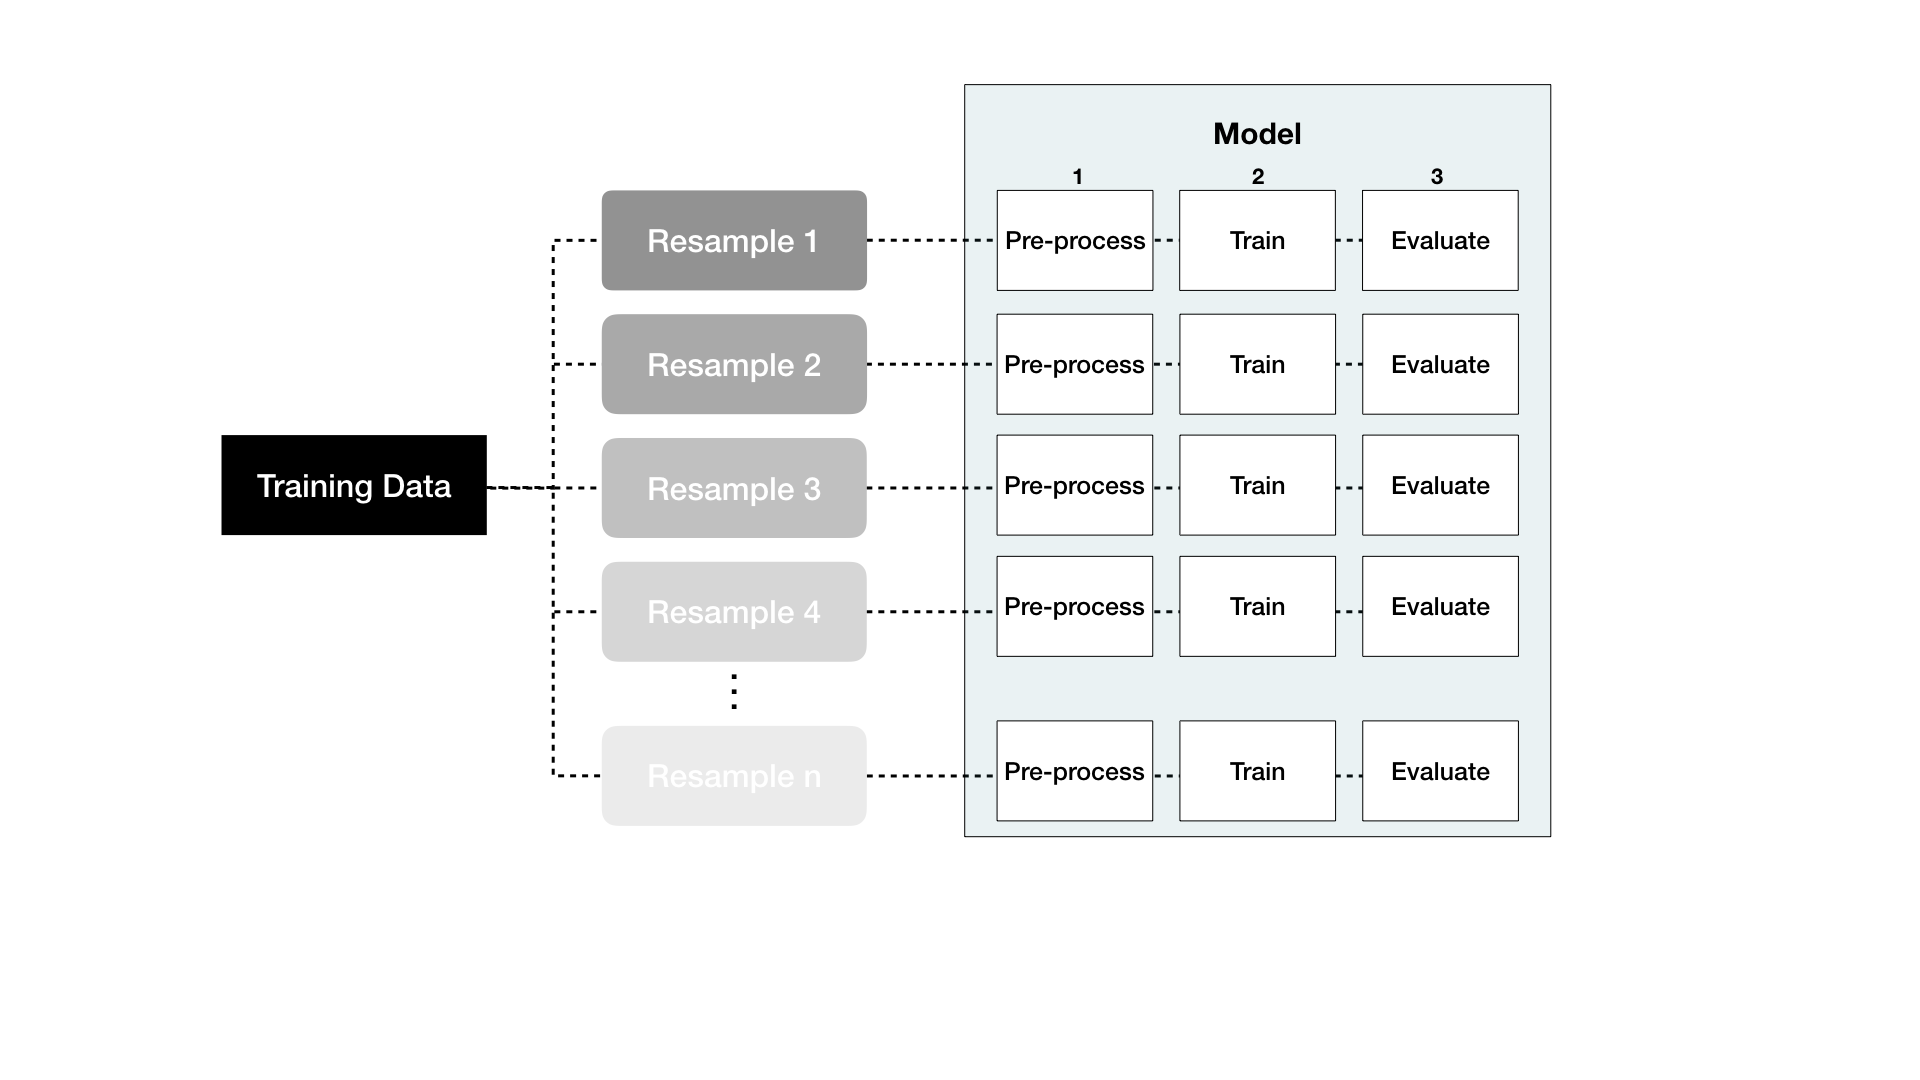 Model
1 2 3
Resample 1 Pre-process Train Evaluate
Resample 2 Pre-process Train Evaluate
Training Data Resample 3 Pre-process Train Evaluate
Resample 4 Pre-process Train Evaluate
Resample n Pre-process Train Evaluate